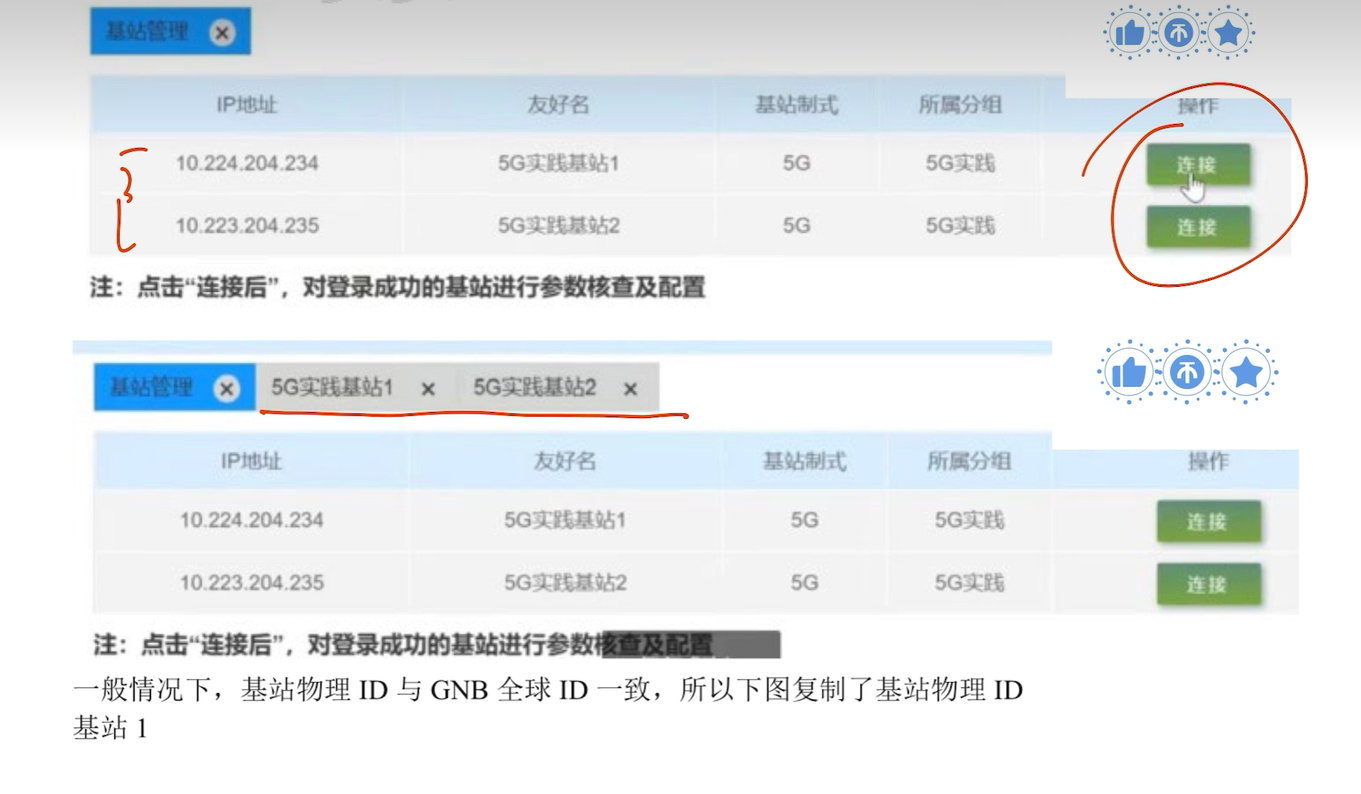 基站管理
IP地址 友好名 基站制式 所属分组 操作
10.224.204.234 5G实践基站1 5G 5G实践 连接
10.223.204.235 5G实践基站2 5G 5G实践 连接
注：点击“连接后”，对登录成功的基站进行参数核查及配置
基站管理 5G实践基站1 5G实践基站2
IP地址 友好名 基站制式 所属分组 操作
10.224.204.234 5G实践基站1 5G 5G实践 连接
10.223.204.235 5G实践基站2 5G 5G实践 连接
注：点击“连接后”，对登录成功的基站进行参数核查及配置
一般情况下，基站物理 ID 与 GNB 全球 ID 一致，所以下图复制了基站物理 ID
基站 1